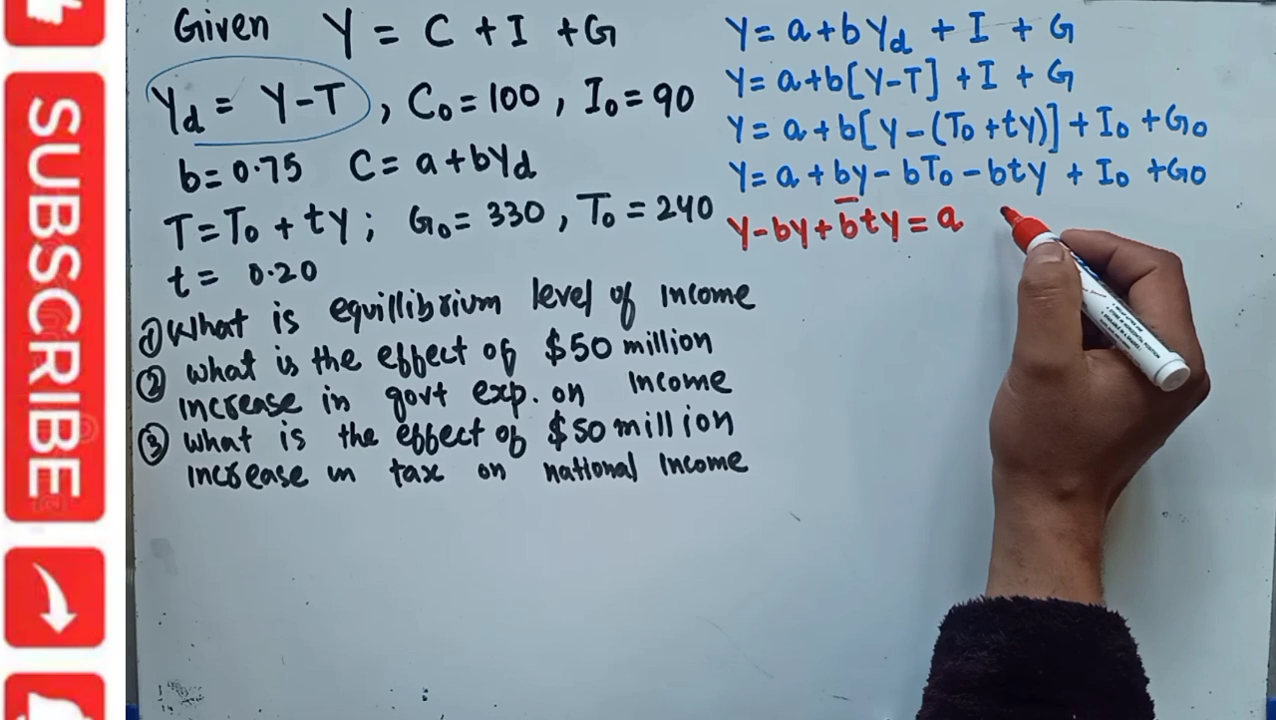 SUBSCRIBE
Given Y = C + I + G
Yd = Y-T, C₀ = 100, I₀ = 90
b = 0.75 C = a + bYd
T = T₀ + tY; G₀ = 330, T₀ = 240
t = 0.20
① What is equillibrium level of Income
② what is the effect of $50 million
increase in govt exp. on Income
③ What is the effect of $50 million
increase in tax on national Income
Y = a + b Yd + I + G
Y = a + b[Y-T] + I + G
Y = a + b[Y-(T₀+tY)] + I₀ + G₀
Y = a + by - bT₀ - btY + I₀ + G₀
Y - by + btY = a